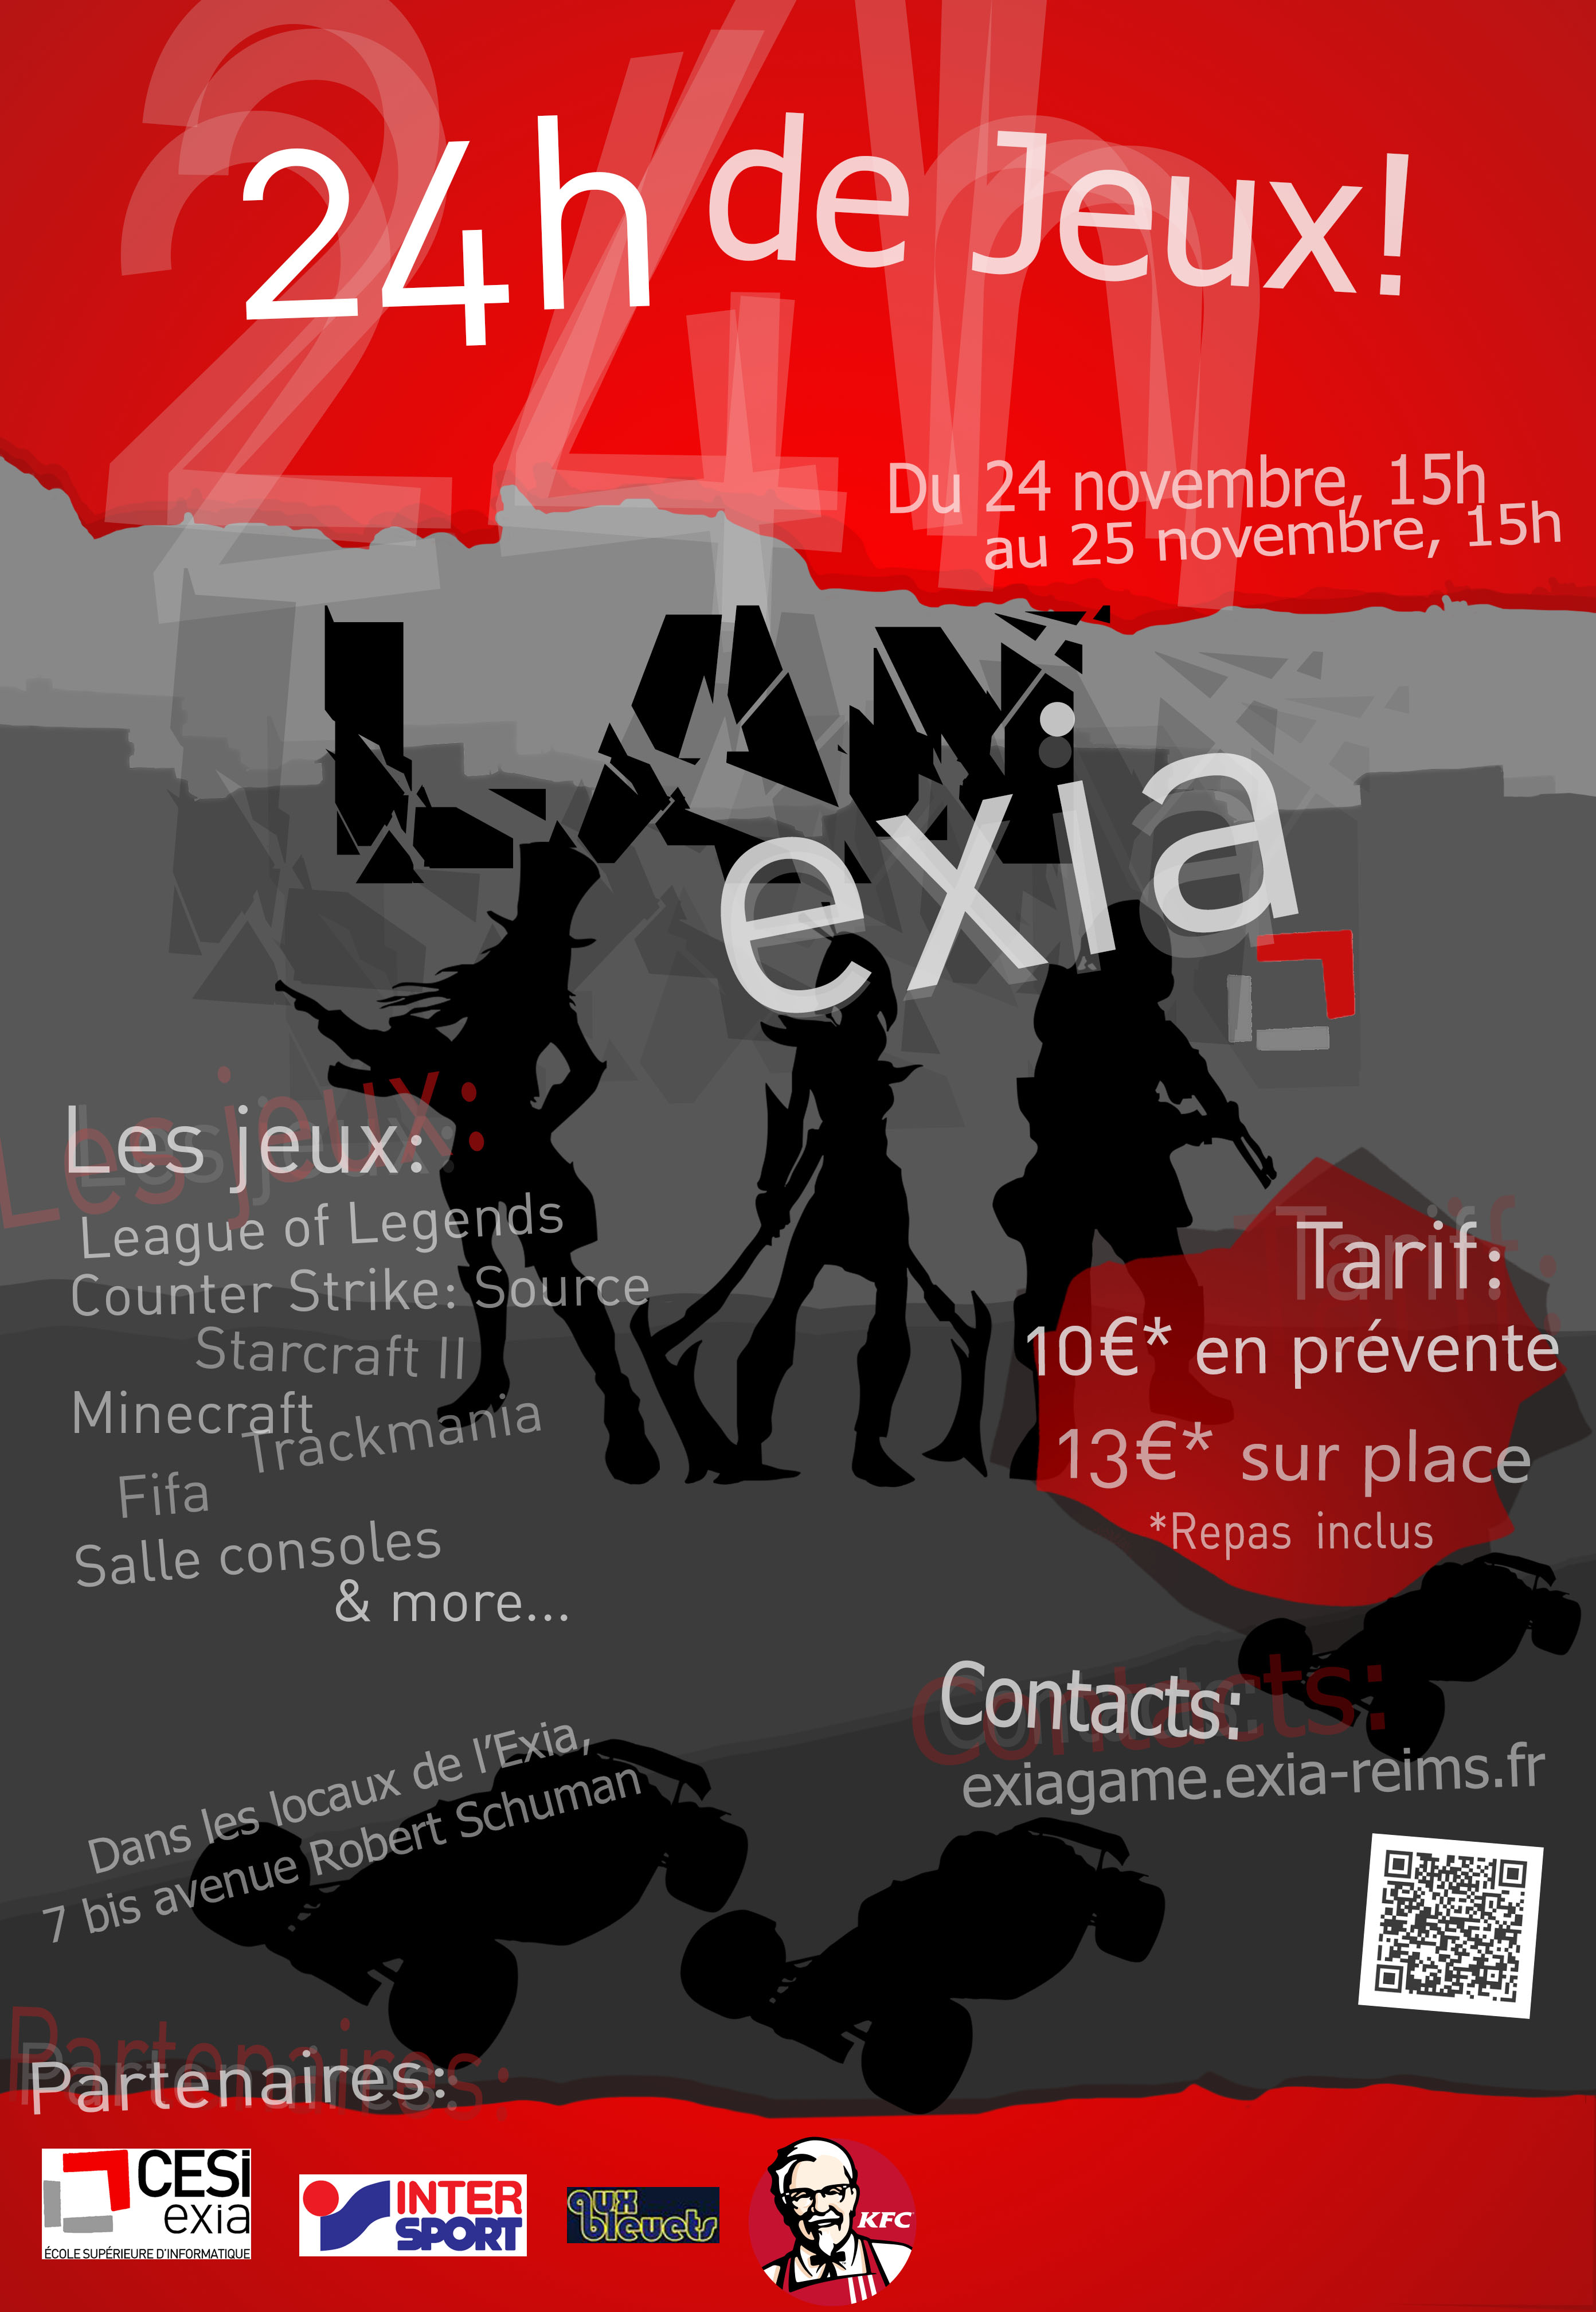 24h de Jeux!
Du 24 novembre, 15h
au 25 novembre, 15h
LAN
exia
Les jeux:
League of Legends
Counter Strike: Source
Starcraft II
Minecraft
Trackmania
Fifa
Salle consoles
& more...
Tarif:
10€* en prévente
13€* sur place
*Repas inclus
Contacts:
exiagame.exia-reims.fr
Dans les locaux de l'Exia,
7 bis avenue Robert Schuman
Partenaires:
CESi
exia
ÉCOLE SUPÉRIEURE D'INFORMATIQUE
INTER
SPORT
aux
bleuets
KFC